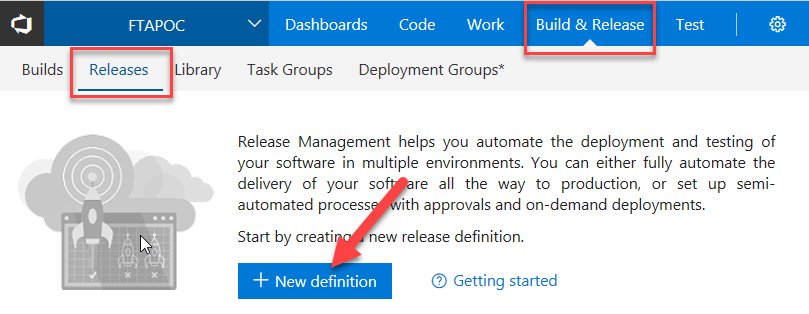 FTAPOC Dashboards Code Work Build & Release Test
Builds Releases Library Task Groups Deployment Groups*
Release Management helps you automate the deployment and testing of
your software in multiple environments. You can either fully automate the
delivery of your software all the way to production, or set up semi-
automated processes with approvals and on-demand deployments.
Start by creating a new release definition.
+ New definition Getting started